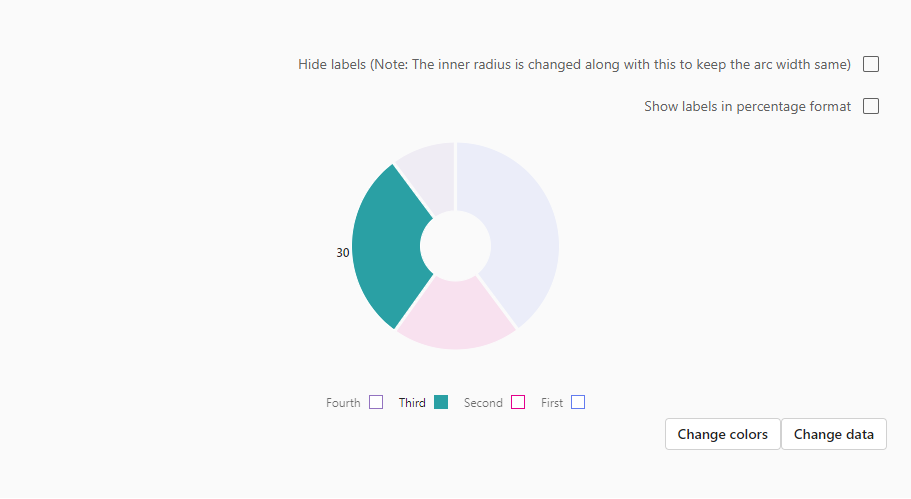 Hide labels (Note: The inner radius is changed along with this to keep the arc width same)
Show labels in percentage format
30
Fourth Third Second First
Change colors Change data